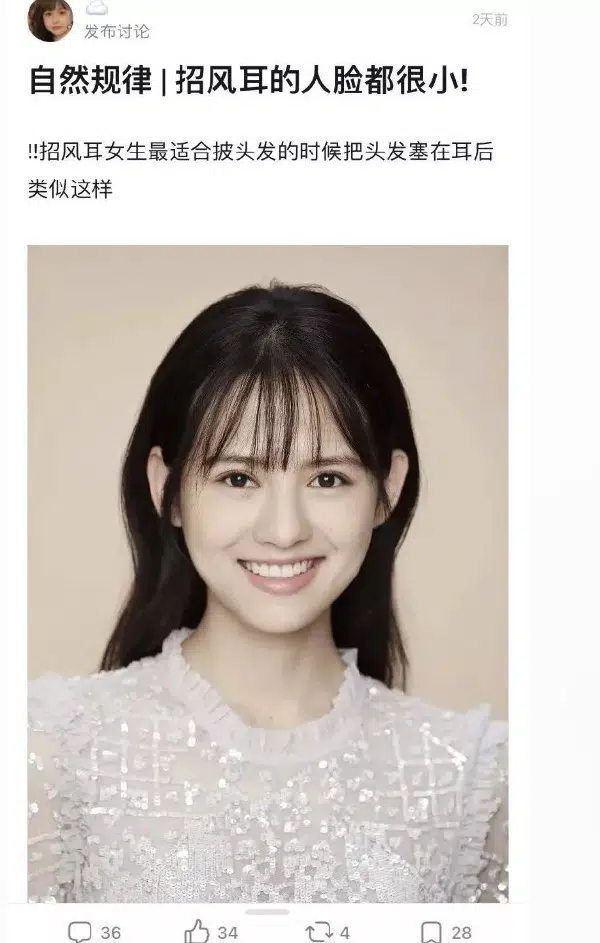 发布讨论
2天前
自然规律 | 招风耳的人脸都很小!
!!招风耳女生最适合披头发的时候把头发塞在耳后
类似这样
36
34
4
28